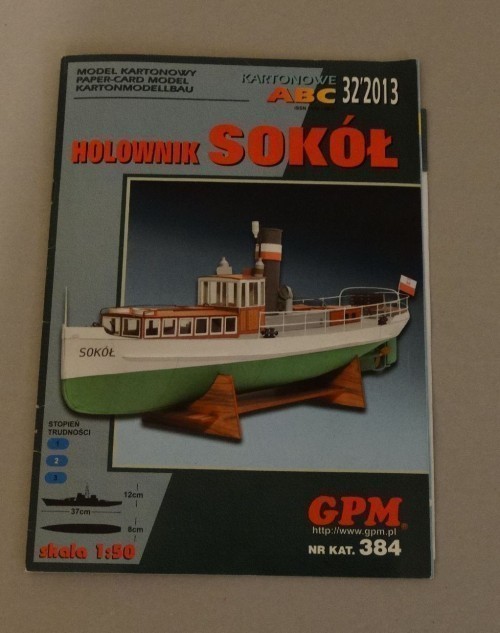 MODEL KARTONOWY
PAPER-CARD MODEL
KARTONMODELLBAU
KARTONOWE
ABC 32'2013
HOLOWNIK SOKÓŁ
SOKÓŁ
STOPIEŃ
TRUDNOŚCI
1
2
3
12cm
37cm
8cm
skala 1:50
GPM®
http://www.gpm.pl
NR KAT. 384